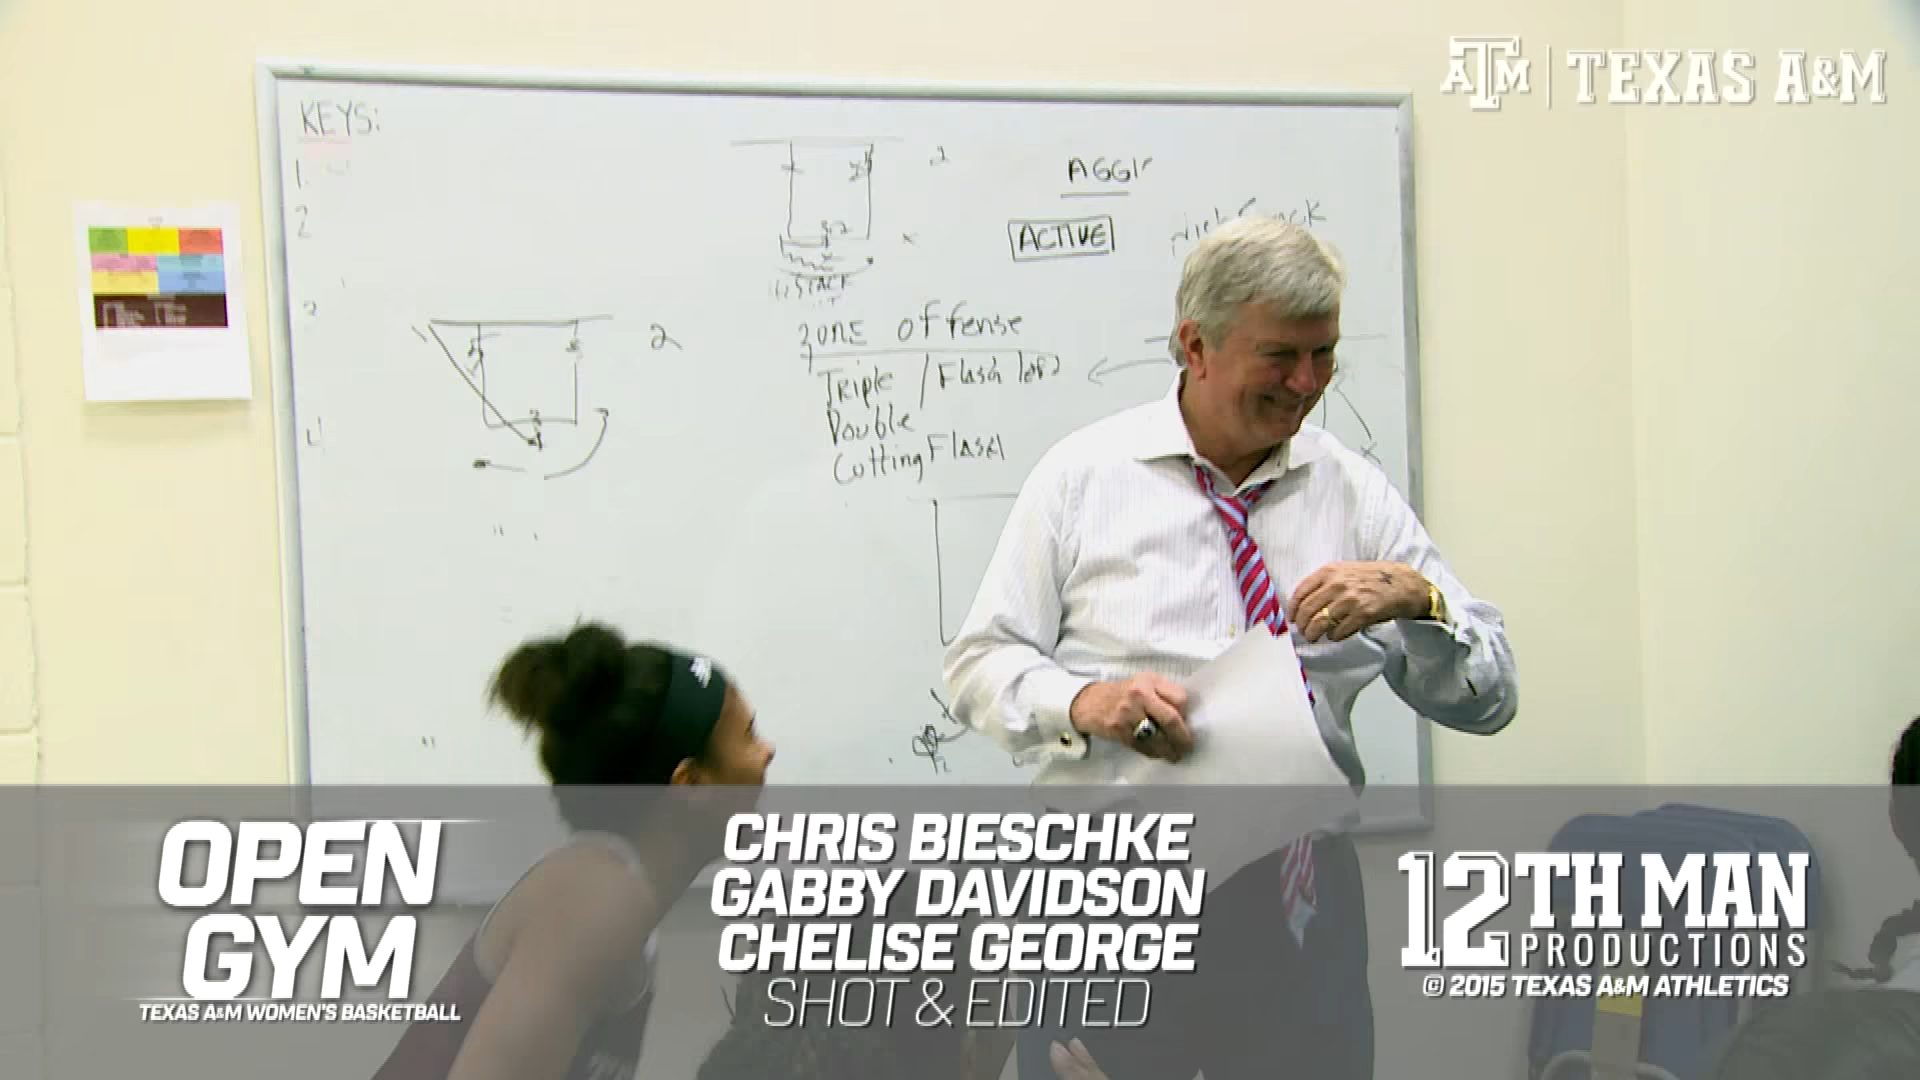 ATM | TEXAS A&M
KEYS:
1.
2
AGGI
ACTIVE
STACK
2
ZONE offense
Triple / Flash
Double
Cutting Flash
OPEN
GYM
TEXAS A&M WOMEN'S BASKETBALL
CHRIS BIESCHKE
GABBY DAVIDSON
CHELISE GEORGE
SHOT & EDITED
12TH MAN
PRODUCTIONS
© 2015 TEXAS A&M ATHLETICS